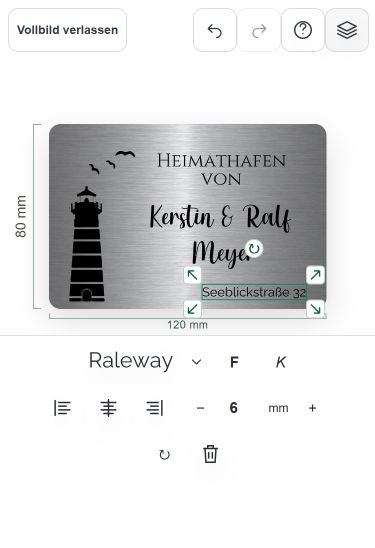 Vollbild verlassen
80 mm
HEIMATHAFEN
VON
Kerstin & Ralf
Meyer
Seeblickstraße 32
120 mm
Raleway
F K
− 6 mm +